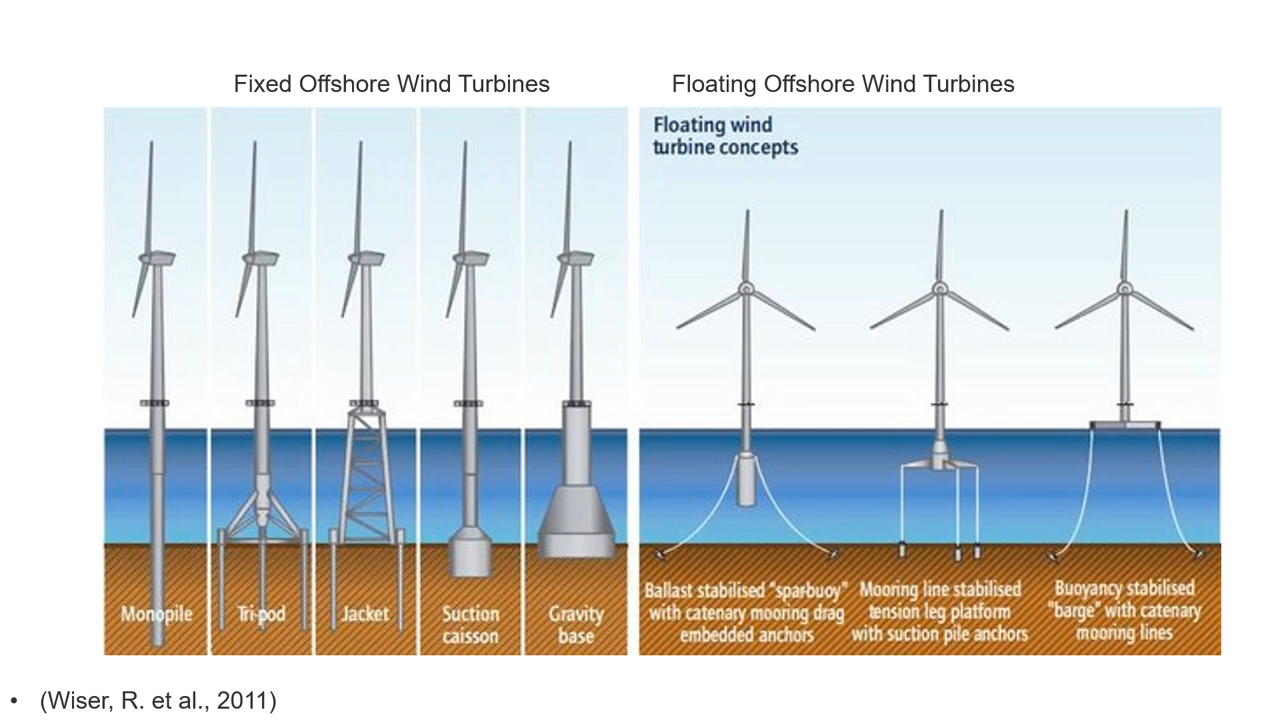 Fixed Offshore Wind Turbines
Floating Offshore Wind Turbines
Floating wind
turbine concepts
Monopile
Tri-pod
Jacket
Suction
caisson
Gravity
base
Ballast stabilised "sparbuoy"
with catenary mooring drag
embedded anchors
Mooring line stabilised
tension leg platform
with suction pile anchors
Buoyancy stabilised
"barge" with catenary
mooring lines
• (Wiser, R. et al., 2011)